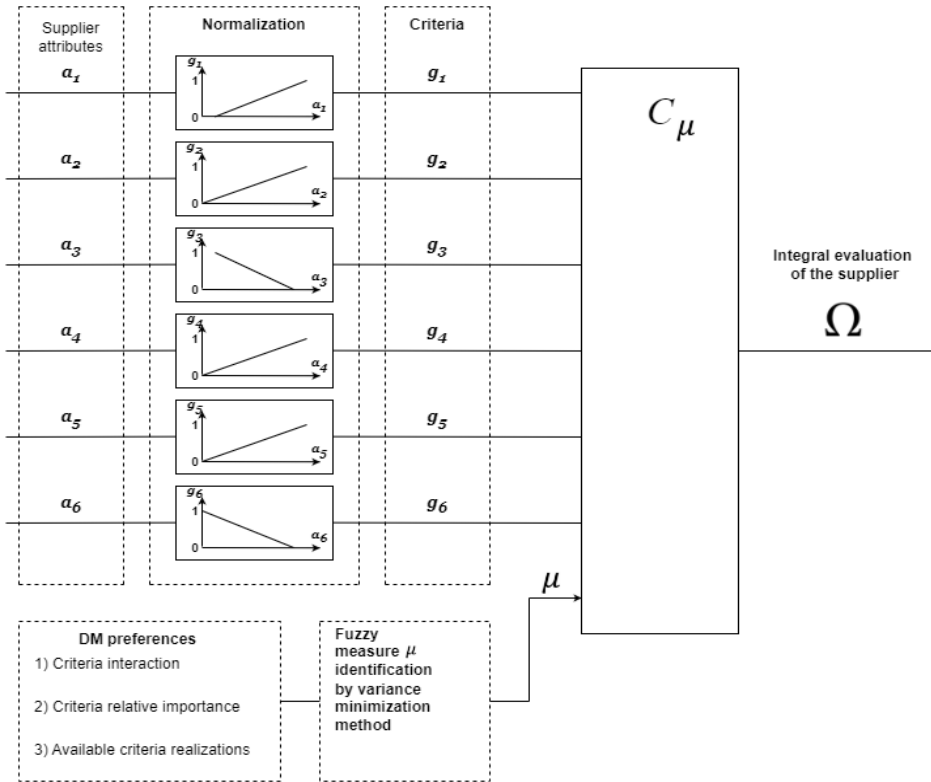 Supplier
attributes
Normalization
Criteria
a₁
g₁
1
0
a₁
g₁
a₂
g₂
1
0
a₂
g₂
a₃
g₃
1
0
a₃
g₃
a₄
g₄
1
0
a₄
g₄
a₅
g₅
1
0
a₅
g₅
a₆
g₆
1
0
a₆
g₆
C_μ
μ
Integral evaluation
of the supplier
Ω
DM preferences
1) Criteria interaction
2) Criteria relative importance
3) Available criteria realizations
Fuzzy
measure μ
identification
by variance
minimization
method